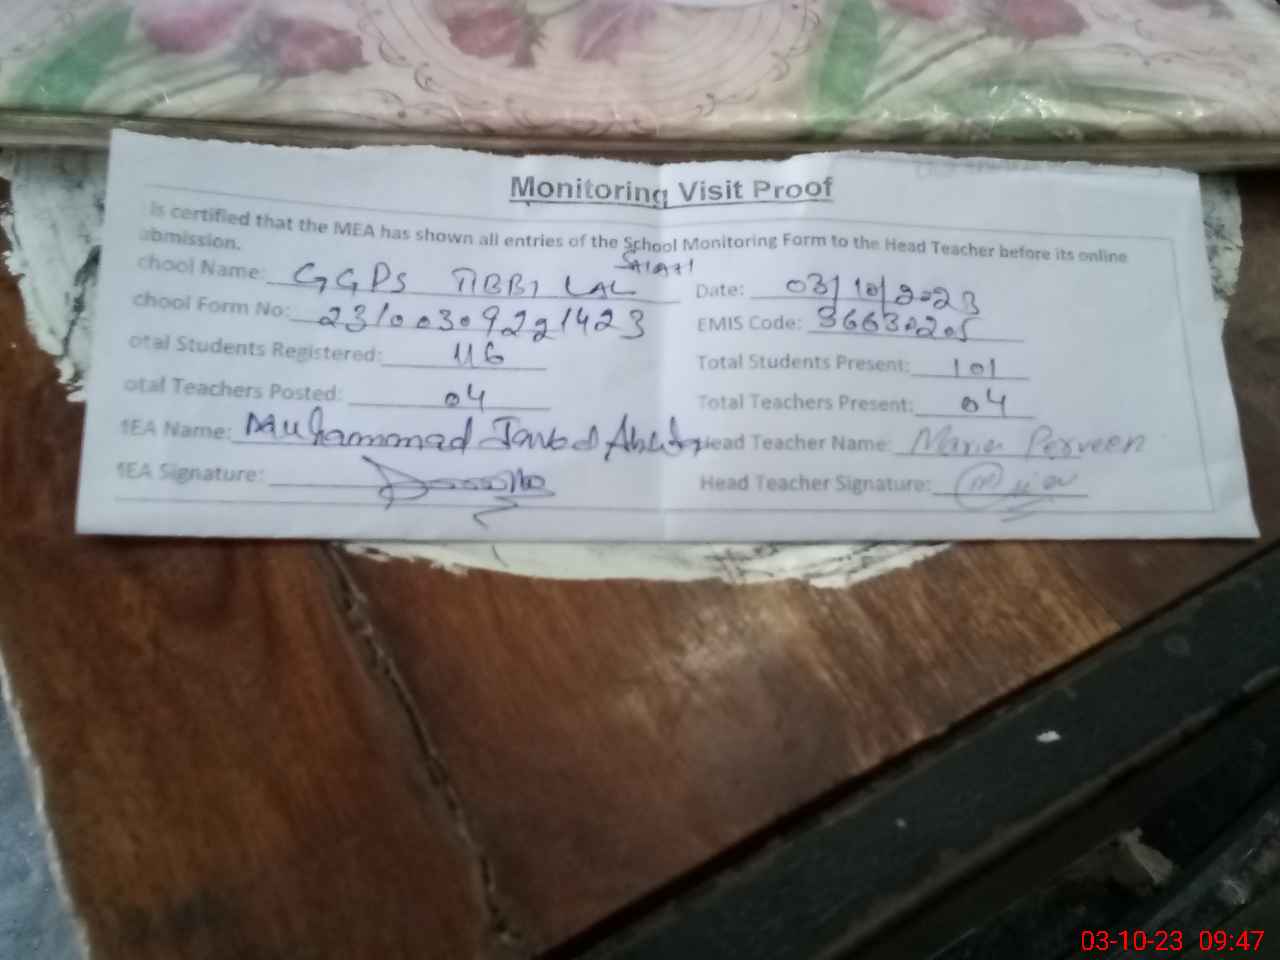 Monitoring Visit Proof
is certified that the MEA has shown all entries of the School Monitoring Form to the Head Teacher before its online
bmission.
chool Name: GGPS TIBBI LAL Date: 03/10/2023
chool Form No: 23100309221423 EMIS Code: 36630205
otal Students Registered: 116 Total Students Present: 101
otal Teachers Posted: 04 Total Teachers Present: 04
MEA Name: Muhammad Head Teacher Name: Perveen
MEA Signature: Head Teacher Signature:
03-10-23 09:47